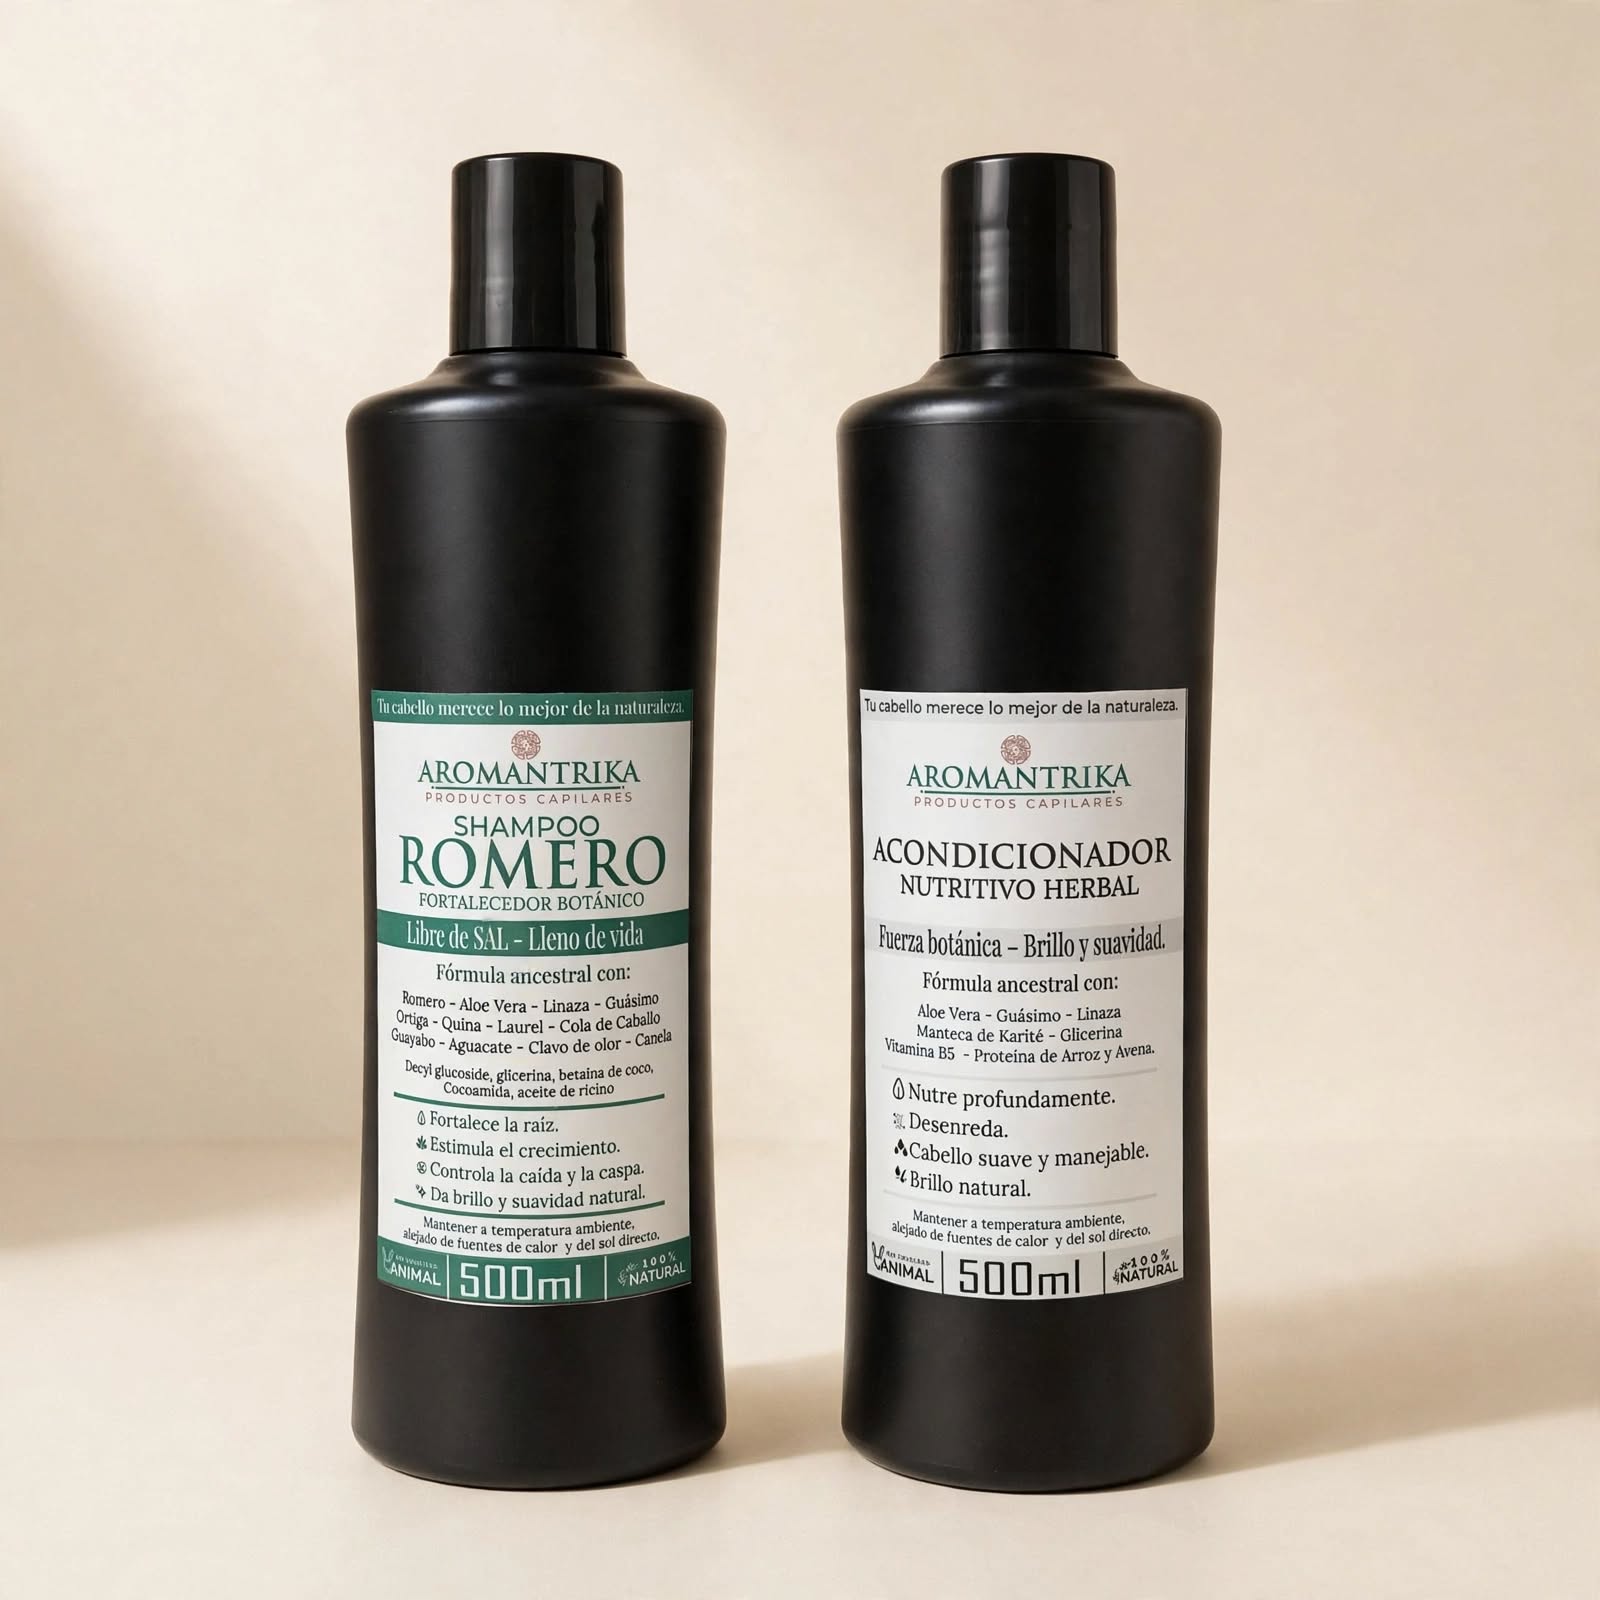 Tu cabello merece lo mejor de la naturaleza.
AROMANTRIKA
PRODUCTOS CAPILARES
SHAMPOO
ROMERO
FORTALECEDOR BOTÁNICO
Libre de SAL - Lleno de vida
Fórmula ancestral con:
Romero - Aloe Vera - Linaza - Guásimo
Ortiga - Quina - Laurel - Cola de Caballo
Guayabo - Aguacate - Clavo de olor - Canela
Decyl glucoside, glicerina, betaina de coco,
Cocoamida, aceite de ricino
Fortalece la raíz.
Estimula el crecimiento.
Controla la caída y la caspa.
Da brillo y suavidad natural.
Mantener a temperatura ambiente,
alejado de fuentes de calor y del sol directo.
ANIMAL
500ml
100%
NATURAL
Tu cabello merece lo mejor de la naturaleza.
AROMANTRIKA
PRODUCTOS CAPILARES
ACONDICIONADOR
NUTRITIVO HERBAL
Fuerza botánica – Brillo y suavidad.
Fórmula ancestral con:
Aloe Vera - Guásimo - Linaza
Manteca de Karité - Glicerina
Vitamina B5 - Proteína de Arroz y Avena.
Nutre profundamente.
Desenreda.
Cabello suave y manejable.
Brillo natural.
Mantener a temperatura ambiente,
alejado de fuentes de calor y del sol directo.
ANIMAL
500ml
100%
NATURAL